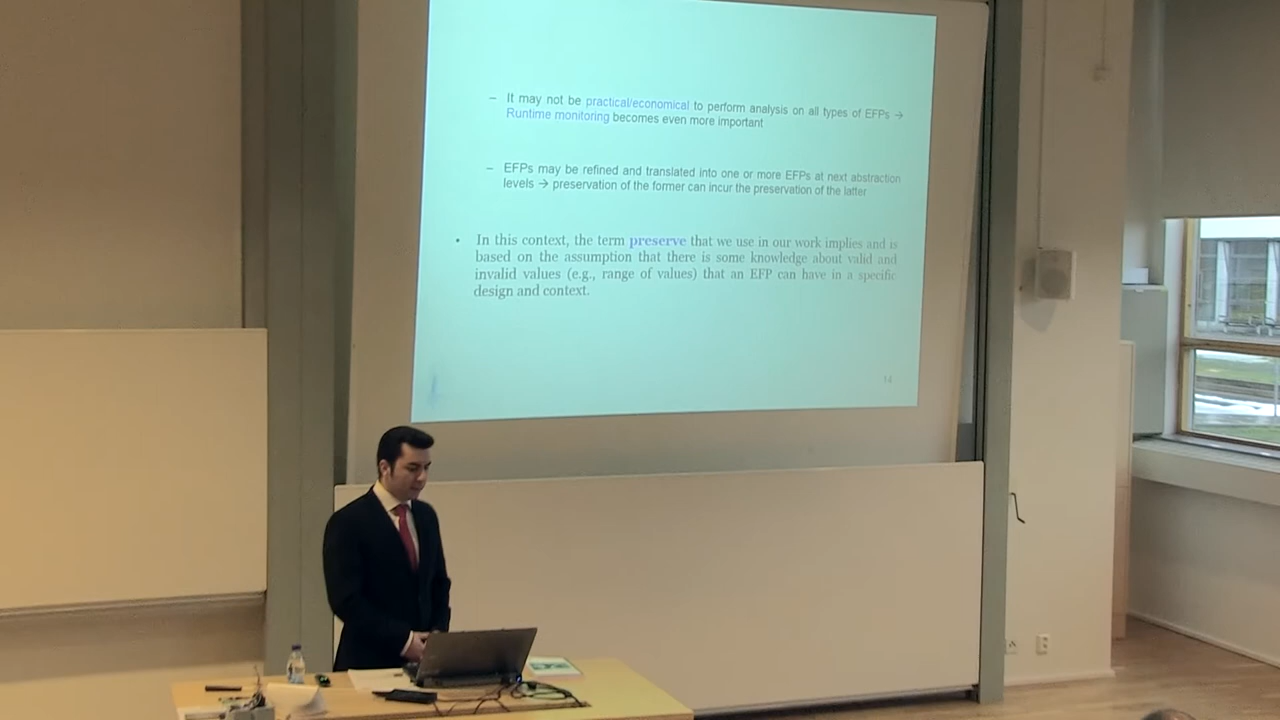 – It may not be practical/economical to perform analysis on all types of EFPs →
Runtime monitoring becomes even more important
– EFPs may be refined and translated into one or more EFPs at next abstraction
levels → preservation of the former can incur the preservation of the latter
• In this context, the term preserve that we use in our work implies and is
based on the assumption that there is some knowledge about valid and
invalid values (e.g., range of values) that an EFP can have in a specific
design and context.
14